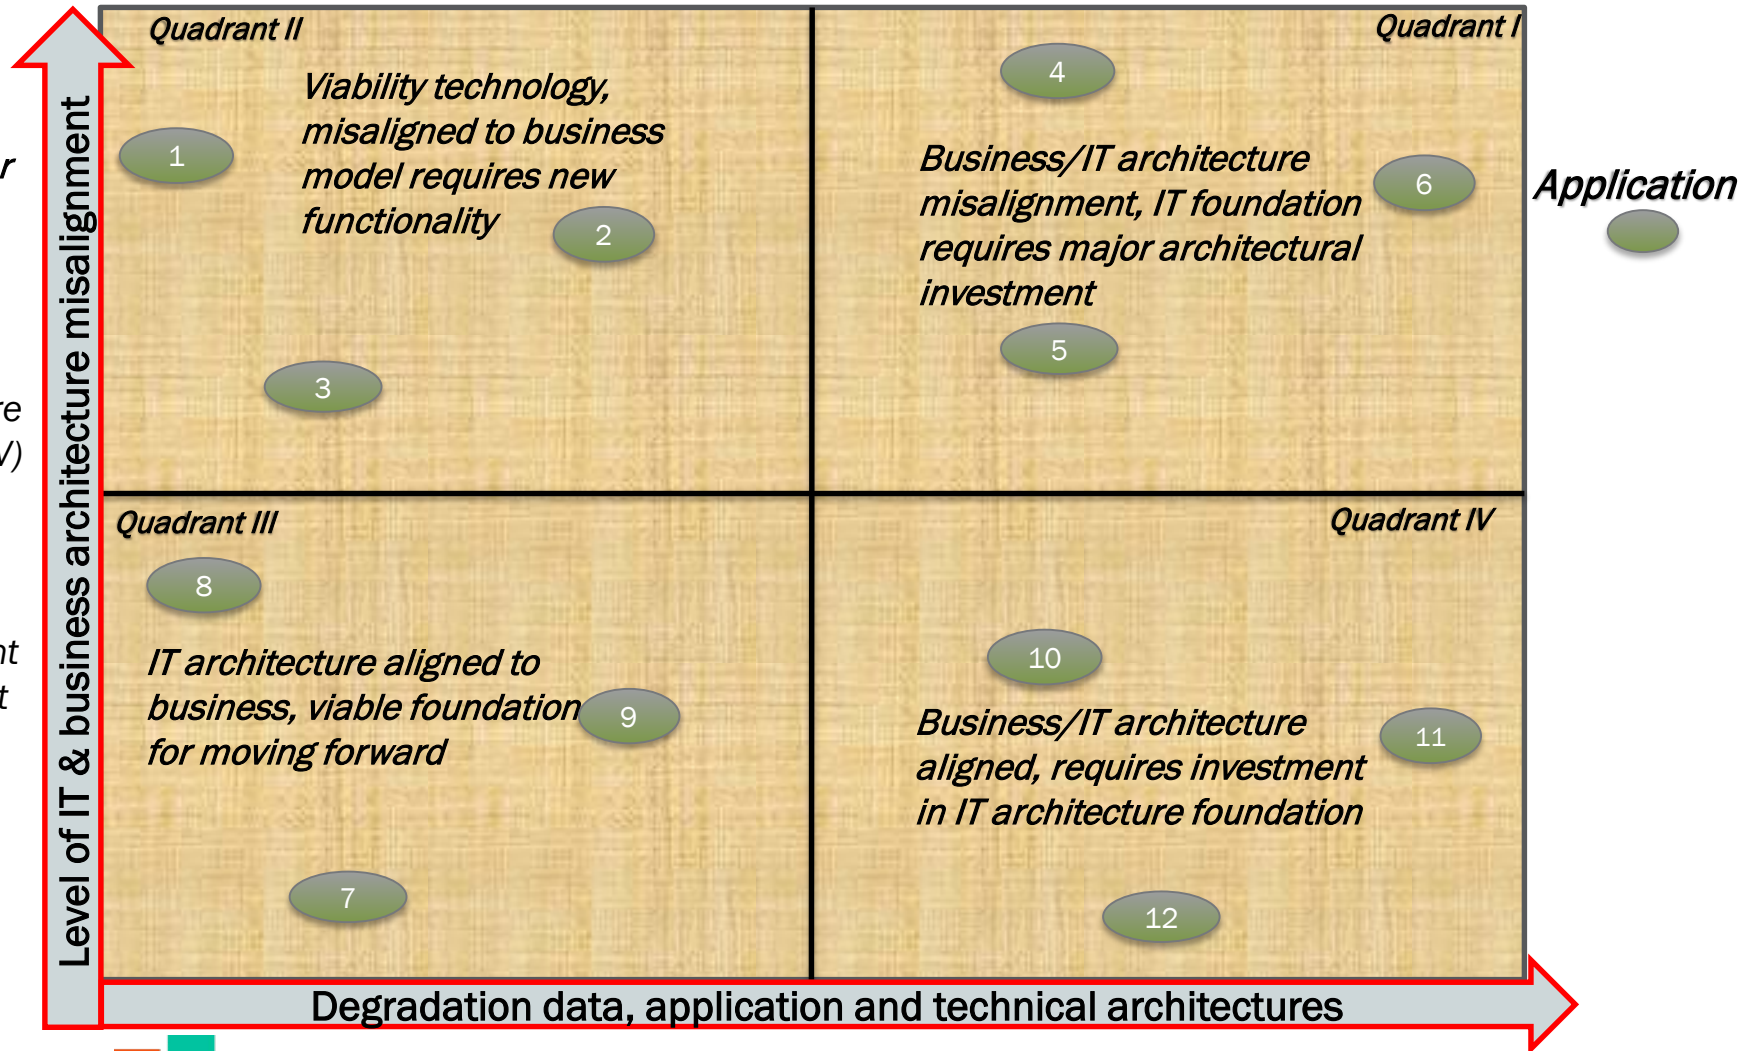 Quadrant II
Quadrant I
Viability technology,
misaligned to business
model requires new
functionality
1
2
3
4
Business/IT architecture
misalignment, IT foundation
requires major architectural
investment
5
6
Application
Level of IT & business architecture misalignment
Quadrant III
Quadrant IV
8
IT architecture aligned to
business, viable foundation
for moving forward
9
7
10
Business/IT architecture
aligned, requires investment
in IT architecture foundation
11
12
Degradation data, application and technical architectures